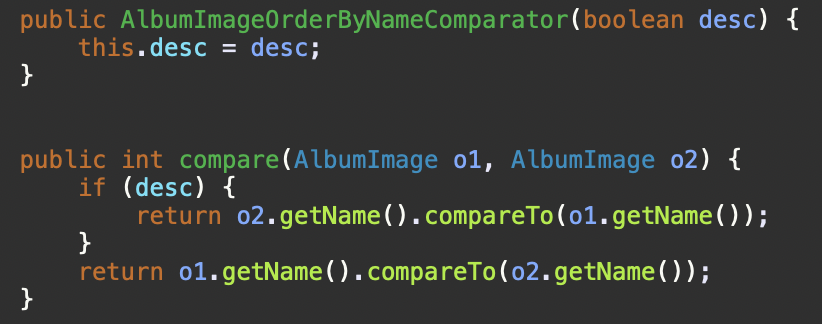 public AlbumImageOrderByNameComparator(boolean desc) {
    this.desc = desc;
}
public int compare(AlbumImage o1, AlbumImage o2) {
    if (desc) {
        return o2.getName().compareTo(o1.getName());
    }
    return o1.getName().compareTo(o2.getName());
}